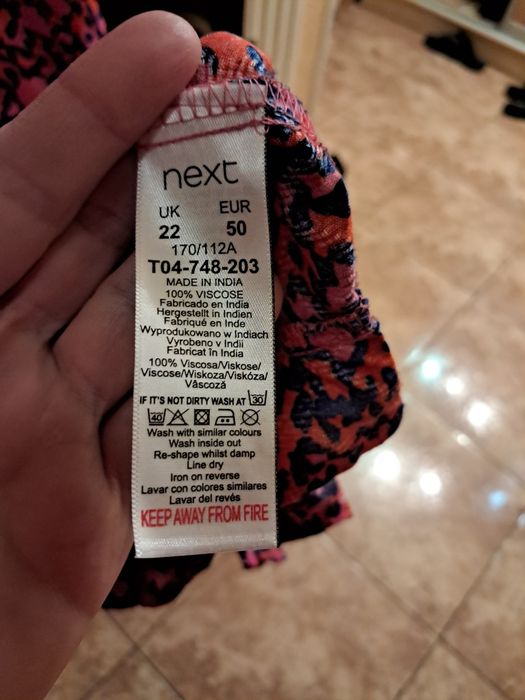 next
UK EUR
22 50
170/112A
T04-748-203
MADE IN INDIA
100% VISCOSE
Fabricado en India
Hergestellt in Indien
Fabriqué en Inde
Wyprodukowano w Indiach
Vyrobeno v Indii
Fabricat în India
100% Viscosa/Viskose/
Viscose/Wiskoza/Viskóza/
Vâscoză
IF IT'S NOT DIRTY WASH AT 30
40
Wash with similar colours
Wash inside out
Re-shape whilst damp
Line dry
Iron on reverse
Lavar con colores similares
Lavar del revés
KEEP AWAY FROM FIRE